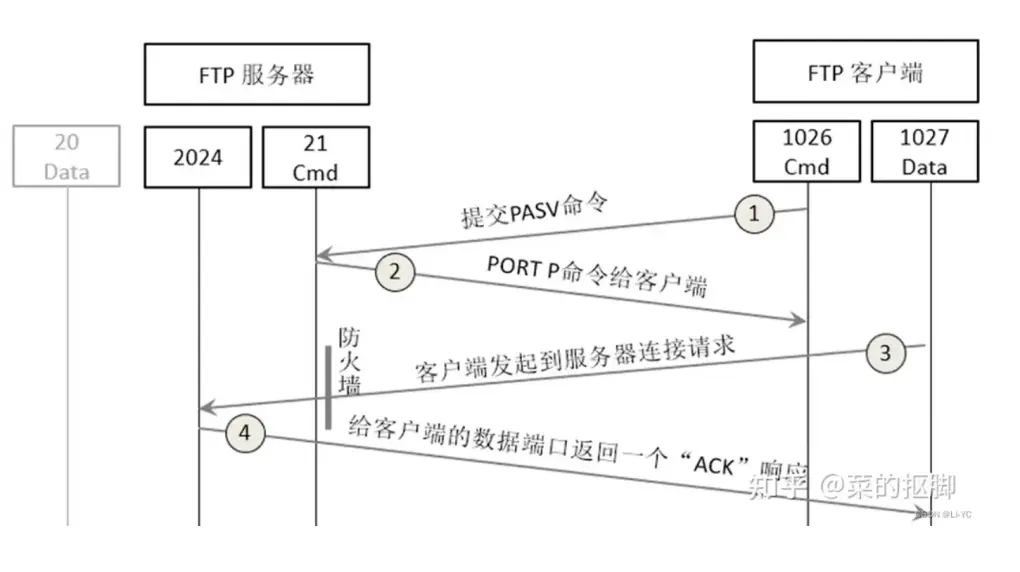 FTP 服务器
FTP 客户端
20
Data
2024
21
Cmd
1026
Cmd
1027
Data
提交PASV命令
1
2
PORT P命令给客户端
防火墙
客户端发起到服务器连接请求
3
4
给客户端的数据端口返回一个“ACK”响应
知乎 @菜的抠脚
CSDN @LI-YC